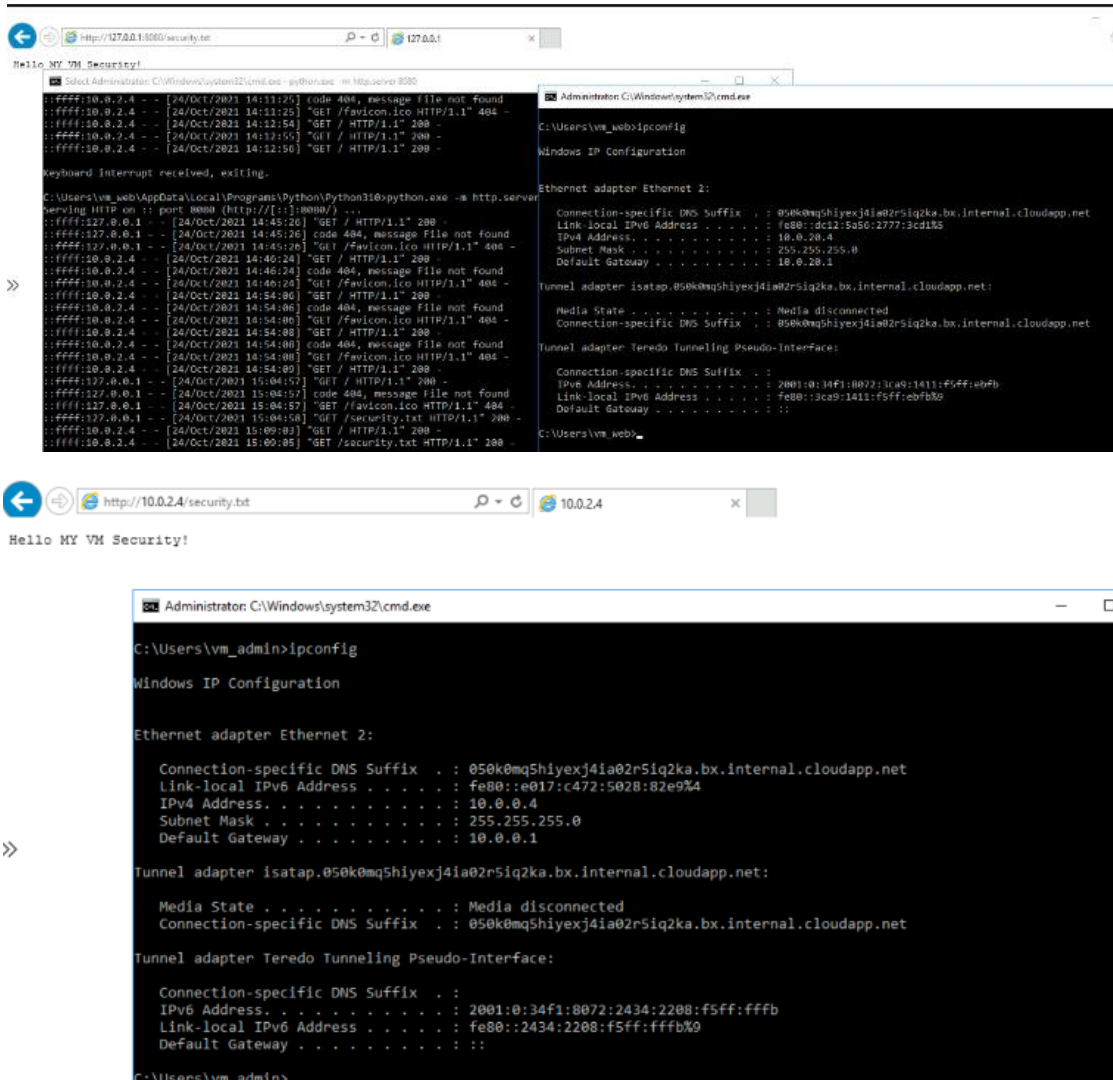 http://127.0.0.1:8080/security.txt
127.0.0.1
Hello MY VM Security!
Select Administrator: C:\Windows\system32\cmd.exe - python.exe -m http.server 8080
::ffff:10.0.2.4 - - [24/Oct/2021 14:11:25] code 404, message File not found
::ffff:10.0.2.4 - - [24/Oct/2021 14:11:25] "GET /favicon.ico HTTP/1.1" 404 -
::ffff:10.0.2.4 - - [24/Oct/2021 14:12:54] "GET / HTTP/1.1" 200 -
::ffff:10.0.2.4 - - [24/Oct/2021 14:12:55] "GET / HTTP/1.1" 200 -
::ffff:10.0.2.4 - - [24/Oct/2021 14:12:56] "GET / HTTP/1.1" 200 -
Keyboard interrupt received, exiting.
C:\Users\vm_web\AppData\Local\Programs\Python\Python310>python.exe -m http.server
Serving HTTP on :: port 8080 (http://[::]:8080/) ...
::ffff:127.0.0.1 - - [24/Oct/2021 14:45:26] "GET / HTTP/1.1" 200 -
::ffff:127.0.0.1 - - [24/Oct/2021 14:45:26] code 404, message File not found
::ffff:127.0.0.1 - - [24/Oct/2021 14:45:26] "GET /favicon.ico HTTP/1.1" 404 -
::ffff:10.0.2.4 - - [24/Oct/2021 14:46:24] "GET / HTTP/1.1" 200 -
::ffff:10.0.2.4 - - [24/Oct/2021 14:46:24] code 404, message File not found
::ffff:10.0.2.4 - - [24/Oct/2021 14:46:24] "GET /favicon.ico HTTP/1.1" 404 -
::ffff:10.0.2.4 - - [24/Oct/2021 14:54:06] "GET / HTTP/1.1" 200 -
::ffff:10.0.2.4 - - [24/Oct/2021 14:54:06] code 404, message File not found
::ffff:10.0.2.4 - - [24/Oct/2021 14:54:06] "GET /favicon.ico HTTP/1.1" 404 -
::ffff:10.0.2.4 - - [24/Oct/2021 14:54:08] "GET / HTTP/1.1" 200 -
::ffff:10.0.2.4 - - [24/Oct/2021 14:54:08] code 404, message File not found
::ffff:10.0.2.4 - - [24/Oct/2021 14:54:08] "GET /favicon.ico HTTP/1.1" 404 -
::ffff:10.0.2.4 - - [24/Oct/2021 14:54:09] "GET / HTTP/1.1" 200 -
::ffff:127.0.0.1 - - [24/Oct/2021 15:04:57] "GET / HTTP/1.1" 200 -
::ffff:127.0.0.1 - - [24/Oct/2021 15:04:57] code 404, message File not found
::ffff:127.0.0.1 - - [24/Oct/2021 15:04:57] "GET /favicon.ico HTTP/1.1" 404 -
::ffff:127.0.0.1 - - [24/Oct/2021 15:04:58] "GET /security.txt HTTP/1.1" 200 -
::ffff:10.0.2.4 - - [24/Oct/2021 15:09:03] "GET / HTTP/1.1" 200 -
::ffff:10.0.2.4 - - [24/Oct/2021 15:09:05] "GET /security.txt HTTP/1.1" 200 -
Administrator: C:\Windows\system32\cmd.exe
C:\Users\vm_web>ipconfig
Windows IP Configuration
Ethernet adapter Ethernet 2:
Connection-specific DNS Suffix . : 050k0mq5hiyexj4ia02r5iq2ka.bx.internal.cloudapp.net
Link-local IPv6 Address . . . . . : fe80::dc12:5a56:2777:3cd1%5
IPv4 Address. . . . . . . . . . . : 10.0.20.4
Subnet Mask . . . . . . . . . . . : 255.255.255.0
Default Gateway . . . . . . . . . : 10.0.20.1
Tunnel adapter isatap.050k0mq5hiyexj4ia02r5iq2ka.bx.internal.cloudapp.net:
Media State . . . . . . . . . . . : Media disconnected
Connection-specific DNS Suffix . : 050k0mq5hiyexj4ia02r5iq2ka.bx.internal.cloudapp.net
Tunnel adapter Teredo Tunneling Pseudo-Interface:
Connection-specific DNS Suffix . :
IPv6 Address. . . . . . . . . . . : 2001:0:34f1:8072:3ca9:1411:f5ff:ebfb
Link-local IPv6 Address . . . . . : fe80::3ca9:1411:f5ff:ebfb%9
Default Gateway . . . . . . . . . : ::
C:\Users\vm_web>
http://10.0.2.4/security.txt
10.0.2.4
Hello MY VM Security!
Administrator: C:\Windows\system32\cmd.exe
C:\Users\vm_admin>ipconfig
Windows IP Configuration
Ethernet adapter Ethernet 2:
Connection-specific DNS Suffix . : 050k0mq5hiyexj4ia02r5iq2ka.bx.internal.cloudapp.net
Link-local IPv6 Address . . . . . : fe80::e017:c472:5028:82e9%4
IPv4 Address. . . . . . . . . . . : 10.0.0.4
Subnet Mask . . . . . . . . . . . : 255.255.255.0
Default Gateway . . . . . . . . . : 10.0.0.1
Tunnel adapter isatap.050k0mq5hiyexj4ia02r5iq2ka.bx.internal.cloudapp.net:
Media State . . . . . . . . . . . : Media disconnected
Connection-specific DNS Suffix . : 050k0mq5hiyexj4ia02r5iq2ka.bx.internal.cloudapp.net
Tunnel adapter Teredo Tunneling Pseudo-Interface:
Connection-specific DNS Suffix . :
IPv6 Address. . . . . . . . . . . : 2001:0:34f1:8072:2434:2208:f5ff:fffb
Link-local IPv6 Address . . . . . : fe80::2434:2208:f5ff:fffb%9
Default Gateway . . . . . . . . . : ::
C:\Users\vm_admin>